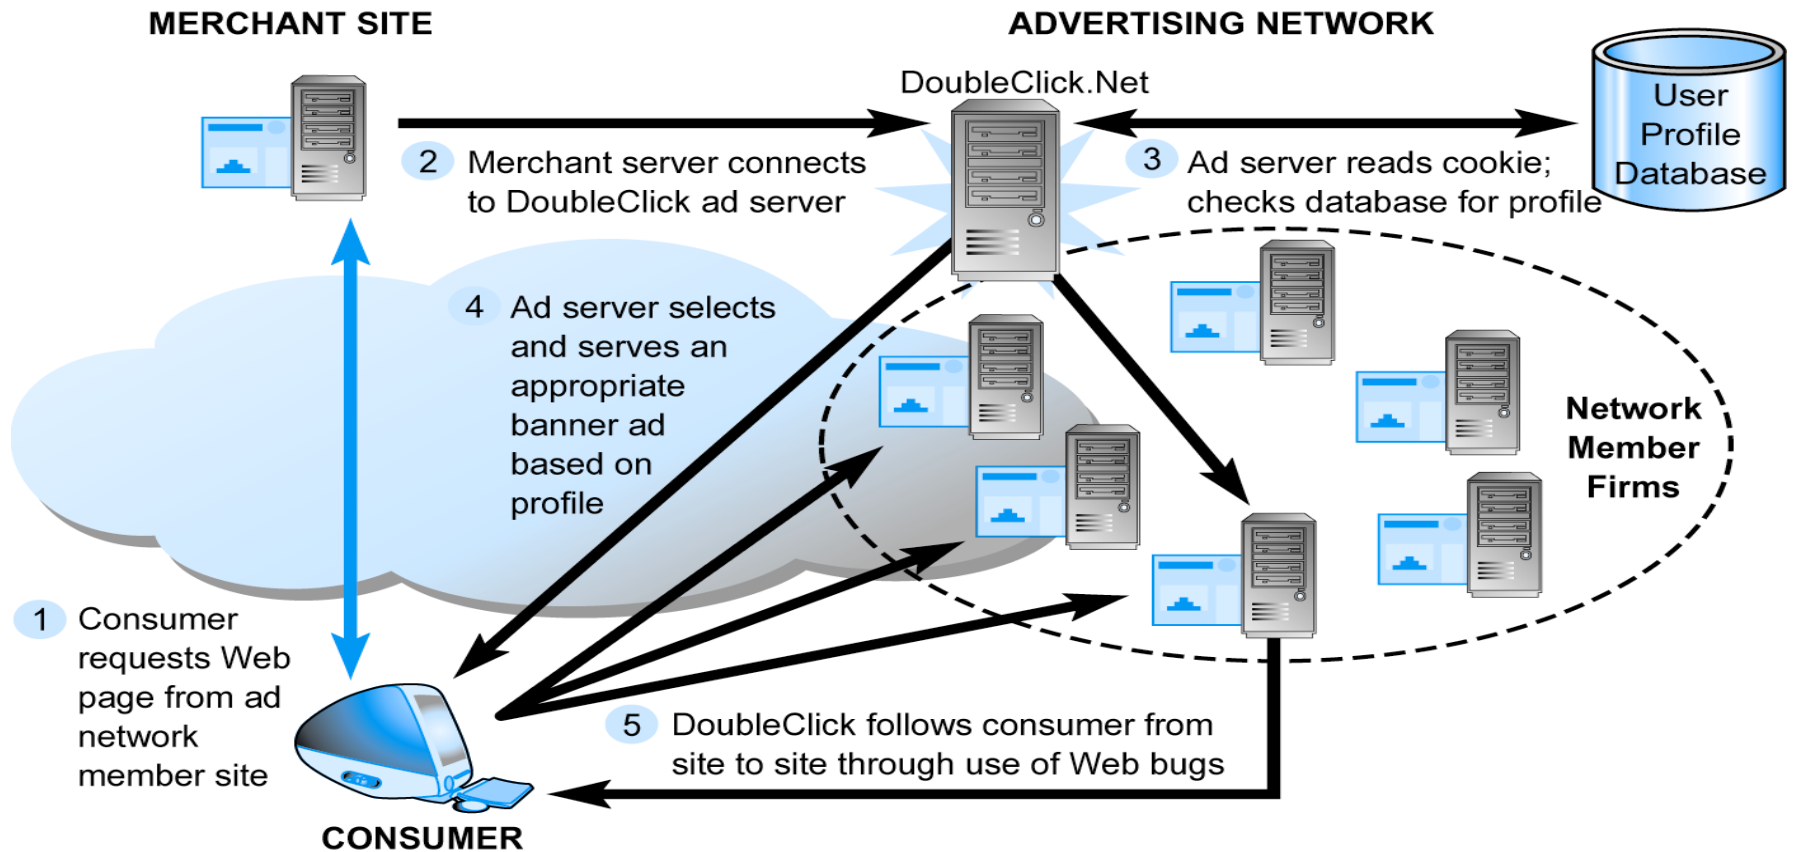 MERCHANT SITE
ADVERTISING NETWORK
DoubleClick.Net
User
Profile
Database
2 Merchant server connects
to DoubleClick ad server
3 Ad server reads cookie;
checks database for profile
4 Ad server selects
and serves an
appropriate
banner ad
based on
profile
Network
Member
Firms
1 Consumer
requests Web
page from ad
network
member site
5 DoubleClick follows consumer from
site to site through use of Web bugs
CONSUMER